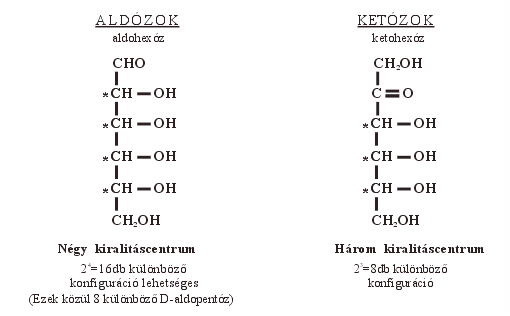 ALDÓZOK
aldohexóz
CHO
*CH — OH
*CH — OH
*CH — OH
*CH — OH
CH₂OH
Négy kiralitáscentrum
2⁴=16db különböző
konfiguráció lehetséges
(Ezek közül 8 különböző D-aldopentóz)
KETÓZOK
ketohexóz
CH₂OH
C = O
*CH — OH
*CH — OH
*CH — OH
CH₂OH
Három kiralitáscentrum
2³=8db különböző
konfiguráció